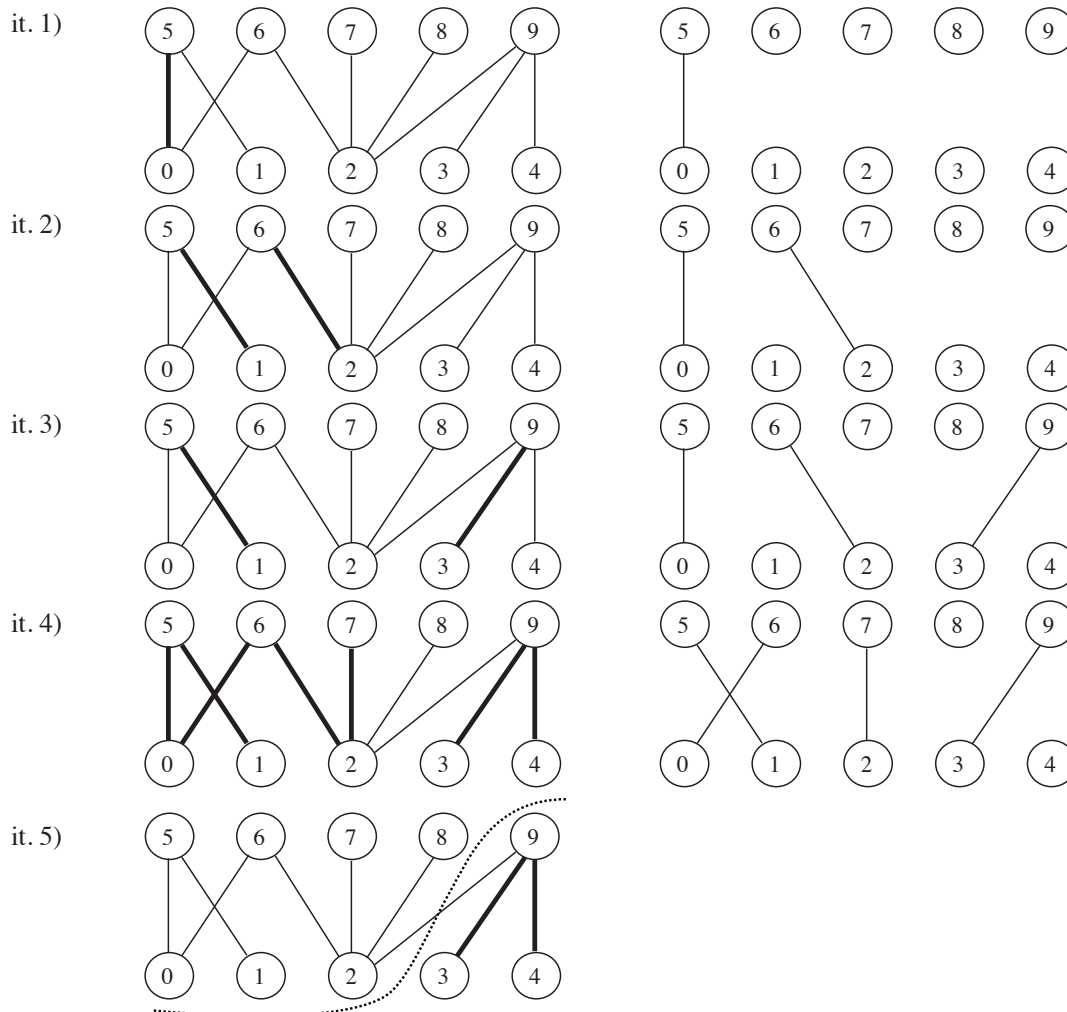 it. 1) 5 6 7 8 9 5 6 7 8 9
0 1 2 3 4 0 1 2 3 4
it. 2) 5 6 7 8 9 5 6 7 8 9
0 1 2 3 4 0 1 2 3 4
it. 3) 5 6 7 8 9 5 6 7 8 9
0 1 2 3 4 0 1 2 3 4
it. 4) 5 6 7 8 9 5 6 7 8 9
0 1 2 3 4 0 1 2 3 4
it. 5) 5 6 7 8 9
0 1 2 3 4